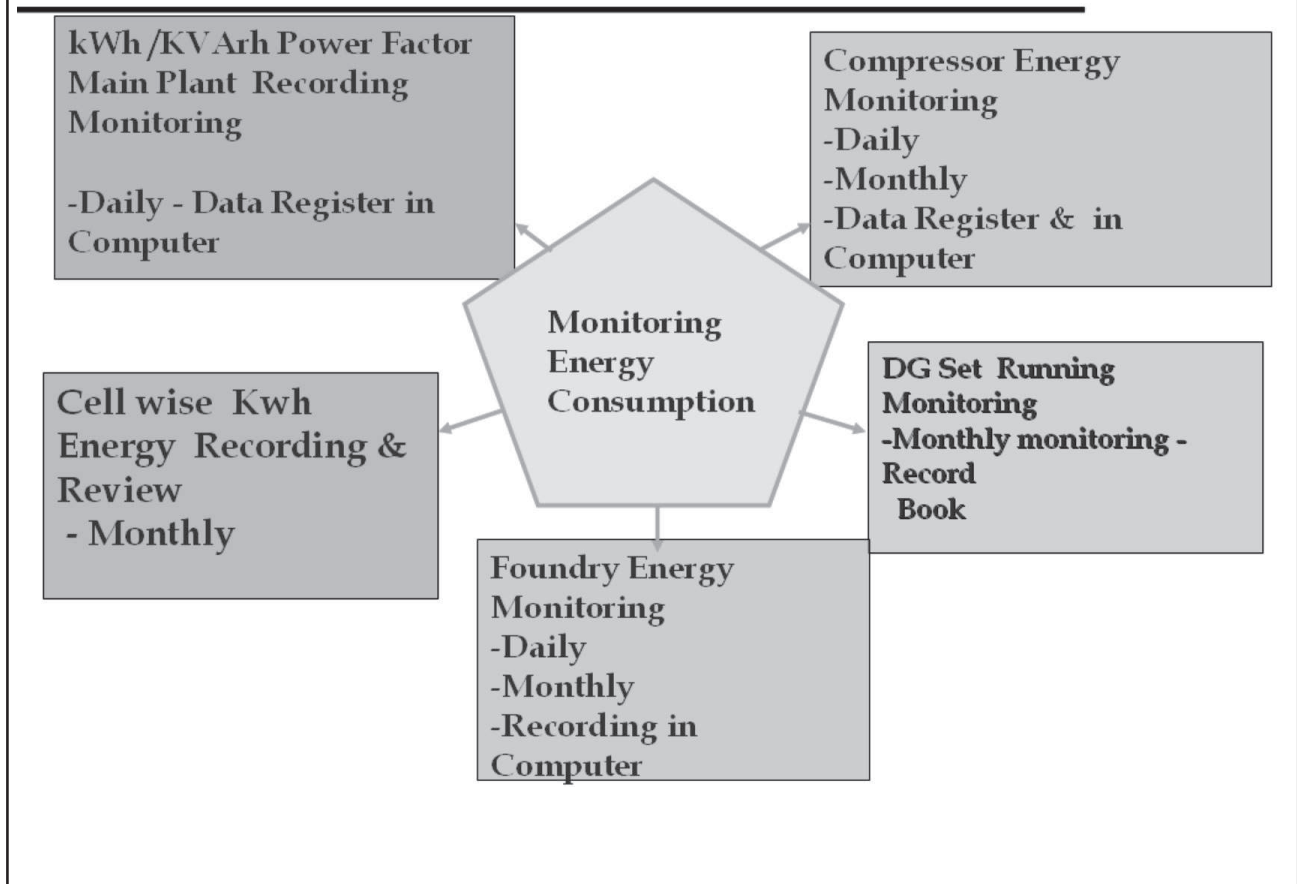 kWh /KVArh Power Factor
Main Plant Recording
Monitoring
-Daily - Data Register in
Computer
Compressor Energy
Monitoring
-Daily
-Monthly
-Data Register & in
Computer
Monitoring
Energy
Consumption
Cell wise Kwh
Energy Recording &
Review
- Monthly
DG Set Running
Monitoring
-Monthly monitoring -
Record
Book
Foundry Energy
Monitoring
-Daily
-Monthly
-Recording in
Computer